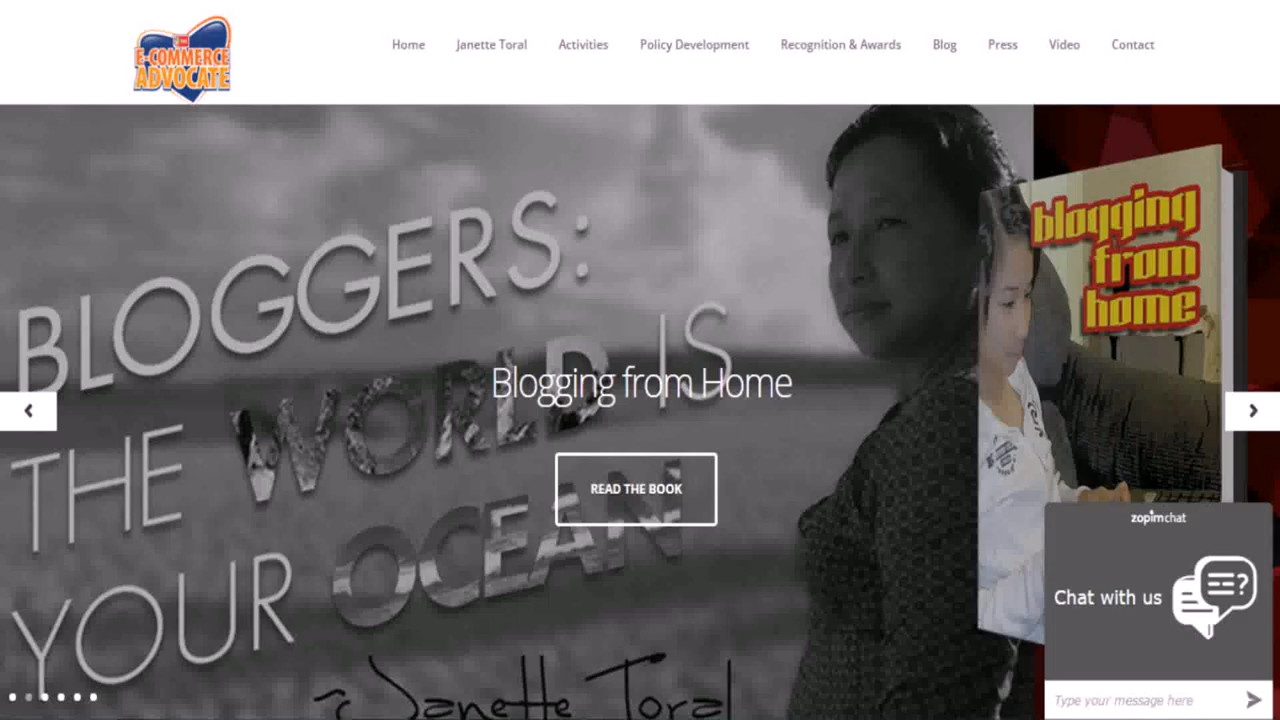 E-COMMERCE
ADVOCATE
Home
Janette Toral
Activities
Policy Development
Recognition & Awards
Blog
Press
Video
Contact
BLOGGERS:
THE WORLD IS
YOUR OCEAN
~ Janette Toral
Blogging from Home
READ THE BOOK
blogging
from
home
zopim chat
Chat with us
Type your message here